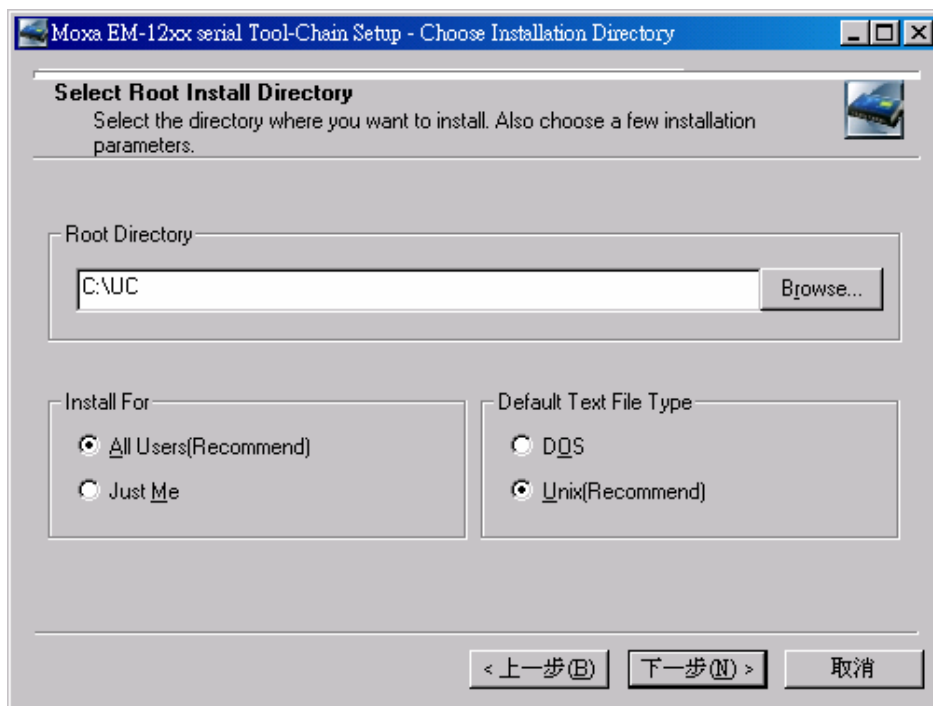 Moxa EM-12xx serial Tool-Chain Setup - Choose Installation Directory
Select Root Install Directory
Select the directory where you want to install. Also choose a few installation
parameters.
Root Directory
C:\UC
Browse...
Install For
All Users(Recommend)
Just Me
Default Text File Type
DOS
Unix(Recommend)
< 上一步(B)
下一步(N) >
取消